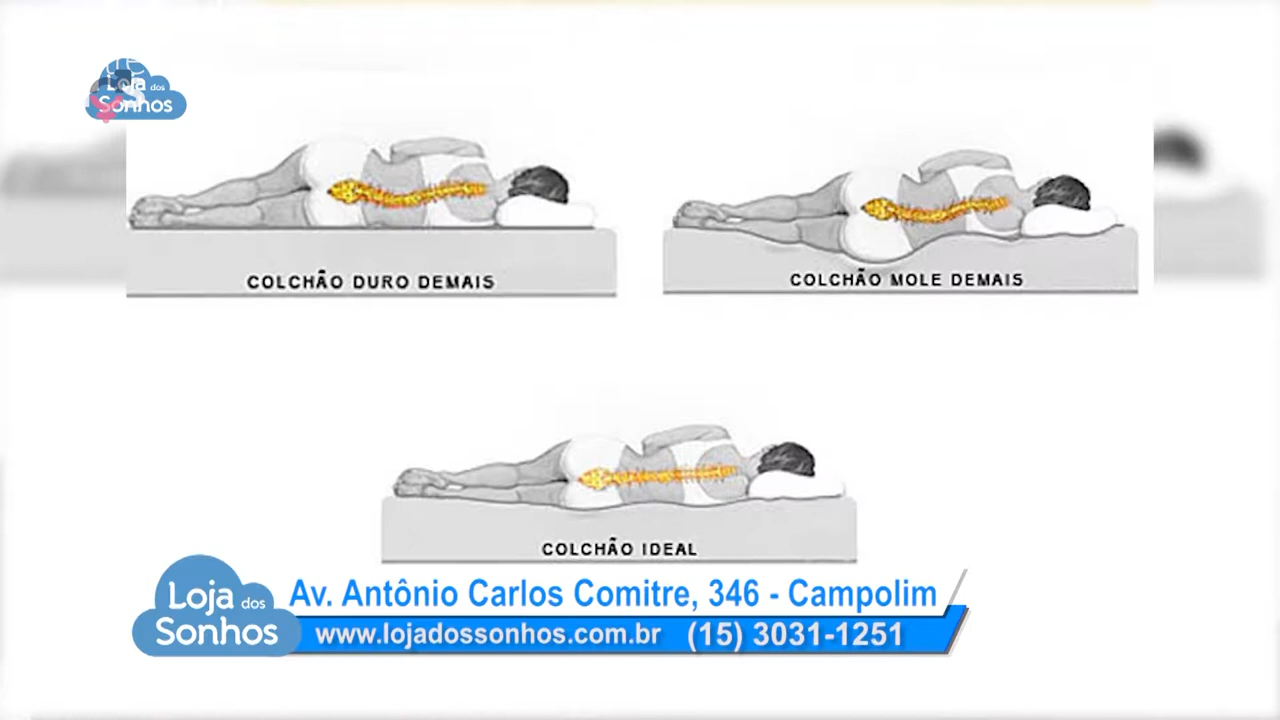 Loja dos
Sonhos
COLCHÃO DURO DEMAIS
COLCHÃO MOLE DEMAIS
COLCHÃO IDEAL
Loja dos
Sonhos
Av. Antônio Carlos Comitre, 346 - Campolim
www.lojadossonhos.com.br (15) 3031-1251